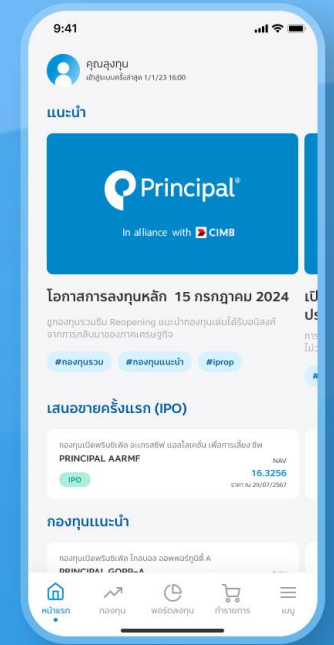 9:41
คุณลงทุน
เข้าสู่ระบบครั้งล่าสุด 1/1/23 16:00
แนะนำ
Principal®
In alliance with CIMB
โอกาสการลงทุนหลัก 15 กรกฎาคม 2024
ชูกองทุนรวมธีม Reopening แนะนำกองทุนเด่นได้รับอนิสงค์
จากการกลับมาของภาคเศรษฐกิจ
#กองทุนรวม #กองทุนแนะนำ #iprop
เสนอขายครั้งแรก (IPO)
กองทุนเปิดพรินซิเพิล อะเกรสซีฟ แอลโลเคชั่น เพื่อการเลี้ยง ชีพ
PRINCIPAL AARMF
NAV
16.3256
IPO
ราคา ณ 29/07/2567
กองทุนแนะนำ
กองทุนเปิดพรินซิเพิล โกลบอล ออพพอร์ทูนิตี้ A
PRINCIPAL GOPP-A
หน้าแรก
กองทุน
พอร์ตลงทุน
ทำรายการ
เมนู